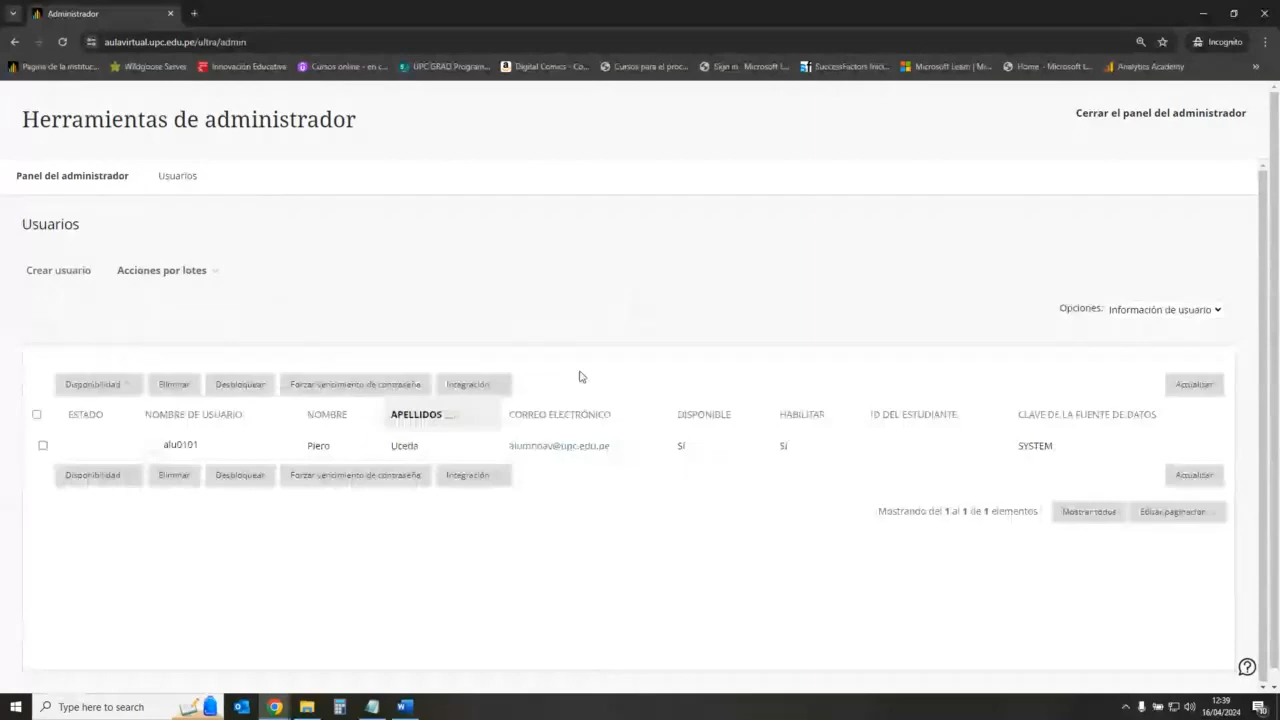 Administrador
aulavirtual.upc.edu.pe/ultra/admin
Incognito
Página de la instituc...
Wildgoose Server
Innovación Educative
Cursos online - en c...
UPC GRAD Program...
Digital Comics - Co...
Cursos para el proc...
Sign in · Microsoft I...
SuccessFactors Inici...
Microsoft Learn | Mi...
Home - Microsoft L...
Analytics Academy
Herramientas de administrador
Cerrar el panel del administrador
Panel del administrador
Usuarios
Usuarios
Crear usuario
Acciones por lotes
Opciones: Información de usuario
Disponibilidad
Eliminar
Desbloquear
Forzar vencimiento de contraseña
Integración
Actualizar
ESTADO
NOMBRE DE USUARIO
NOMBRE
APELLIDOS
CORREO ELECTRÓNICO
DISPONIBLE
HABILITAR
ID DEL ESTUDIANTE
CLAVE DE LA FUENTE DE DATOS
alu0101
Piero
Uceda
alumnoav@upc.edu.pe
Sí
Sí
SYSTEM
Disponibilidad
Eliminar
Desbloquear
Forzar vencimiento de contraseña
Integración
Actualizar
Mostrando del 1 al 1 de 1 elementos
Mostrar todos
Editar paginación...
Type here to search
12:39
16/04/2024